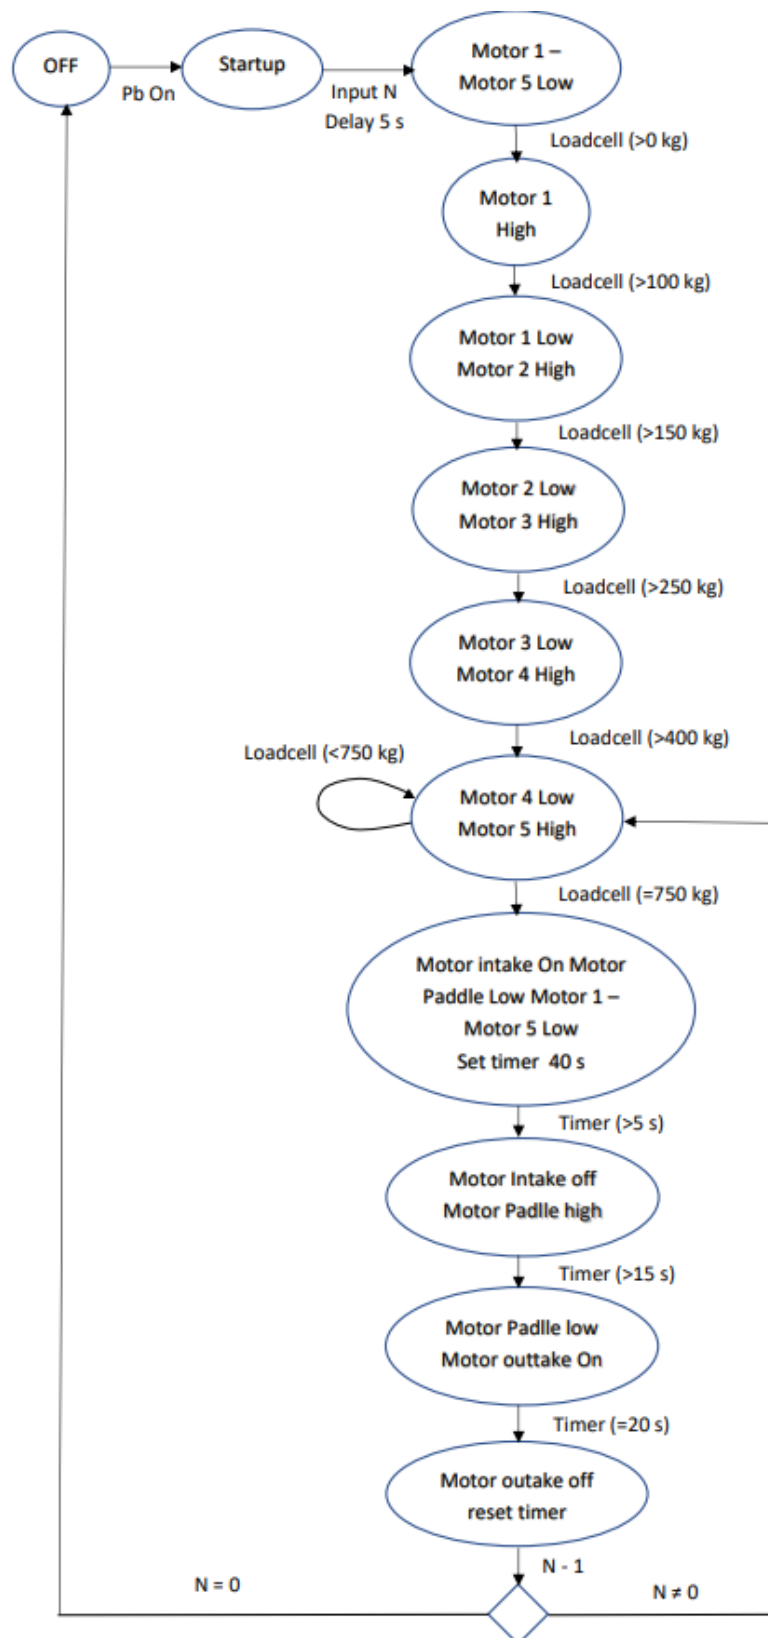 OFF
Pb On
Startup
Input N
Delay 5 s
Motor 1 –
Motor 5 Low
Loadcell (>0 kg)
Motor 1
High
Loadcell (>100 kg)
Motor 1 Low
Motor 2 High
Loadcell (>150 kg)
Motor 2 Low
Motor 3 High
Loadcell (>250 kg)
Motor 3 Low
Motor 4 High
Loadcell (>400 kg)
Loadcell (<750 kg)
Motor 4 Low
Motor 5 High
Loadcell (=750 kg)
Motor intake On Motor
Paddle Low Motor 1 –
Motor 5 Low
Set timer 40 s
Timer (>5 s)
Motor Intake off
Motor Padlle high
Timer (>15 s)
Motor Padlle low
Motor outtake On
Timer (=20 s)
Motor outake off
reset timer
N - 1
N = 0
N ≠ 0